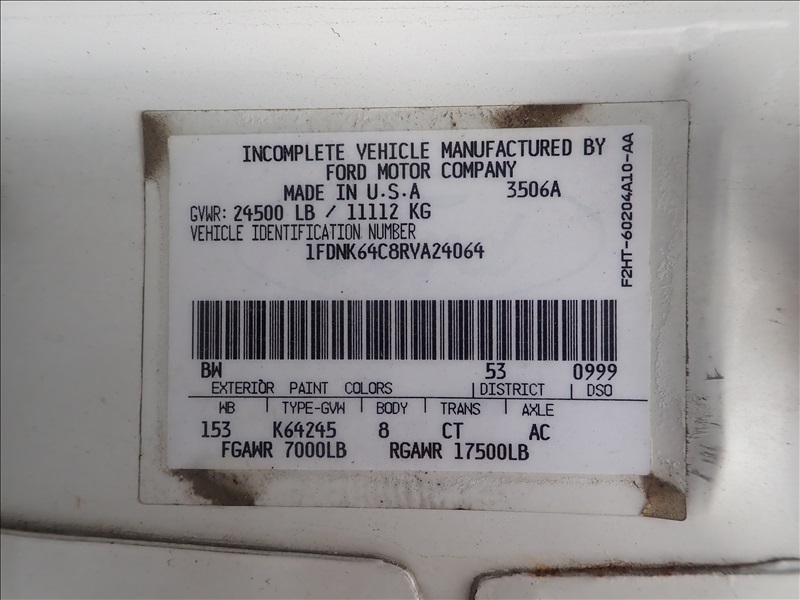 INCOMPLETE VEHICLE MANUFACTURED BY
FORD MOTOR COMPANY
MADE IN U.S.A 3506A
GVWR: 24500 LB / 11112 KG
VEHICLE IDENTIFICATION NUMBER
1FDNK64C8RVA24064
F2HT-60204A10-AA
BW 53 0999
EXTERIOR PAINT COLORS DISTRICT DSO
WB TYPE-GVW BODY TRANS AXLE
153 K64245 8 CT AC
FGAWR 7000LB RGAWR 17500LB